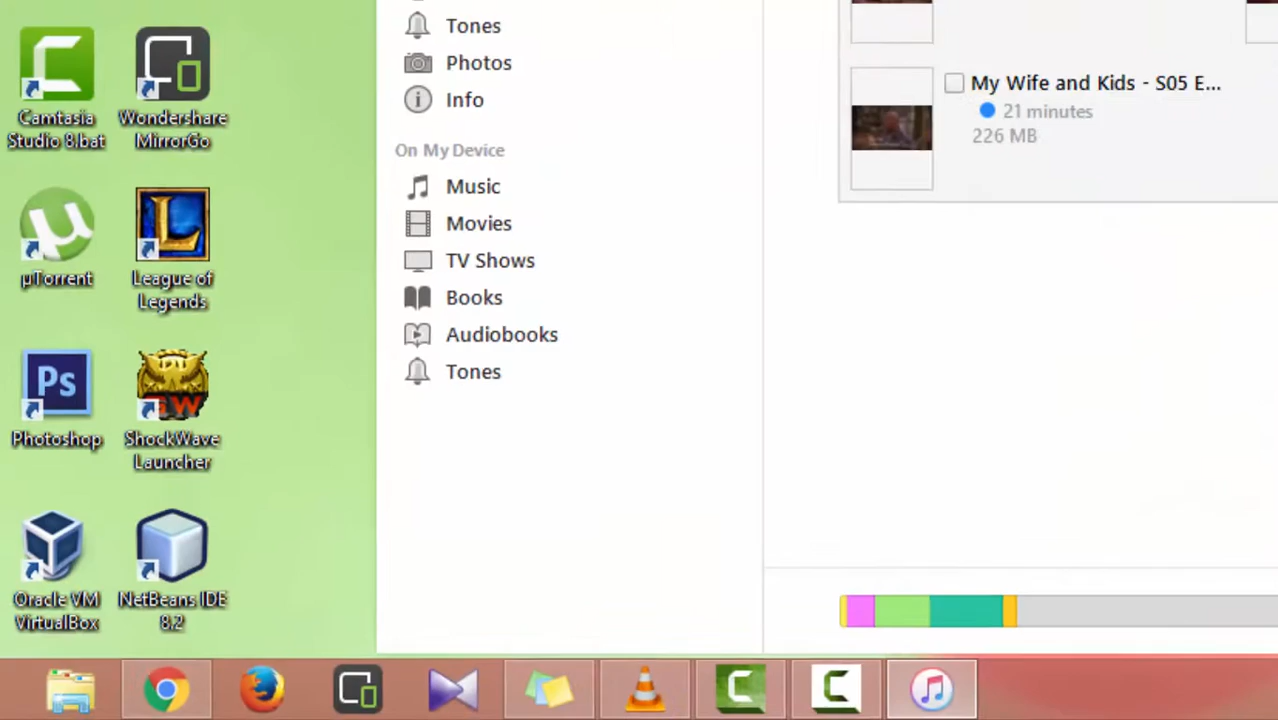 Camtasia
Studio 8.bat
Wondershare
MirrorGo
µTorrent
League of
Legends
Ps
Photoshop
ShockWave
Launcher
Oracle VM
VirtualBox
NetBeans IDE
8.2
Tones
Photos
Info
On My Device
Music
Movies
TV Shows
Books
Audiobooks
Tones
My Wife and Kids - S05 E...
21 minutes
226 MB